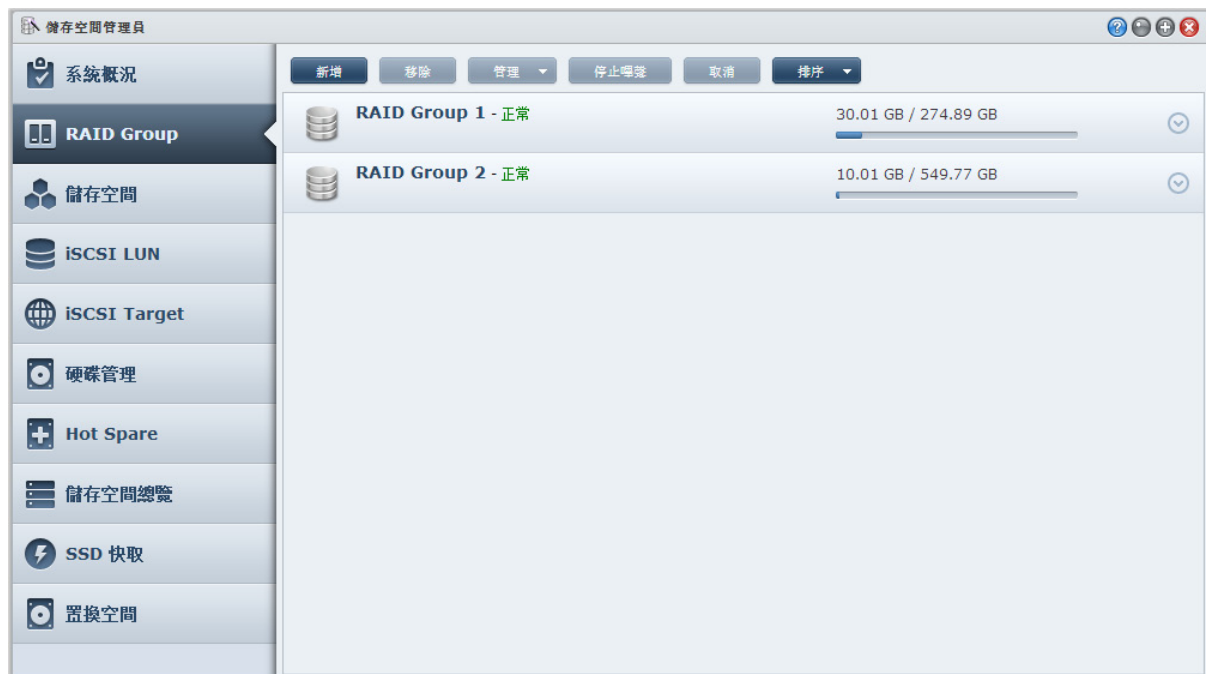 儲存空間管理員
系統概況
RAID Group
儲存空間
iSCSI LUN
iSCSI Target
硬碟管理
Hot Spare
儲存空間總覽
SSD 快取
置換空間
新增 移除 管理 停止嗶聲 取消 排序
RAID Group 1 - 正常 30.01 GB / 274.89 GB
RAID Group 2 - 正常 10.01 GB / 549.77 GB